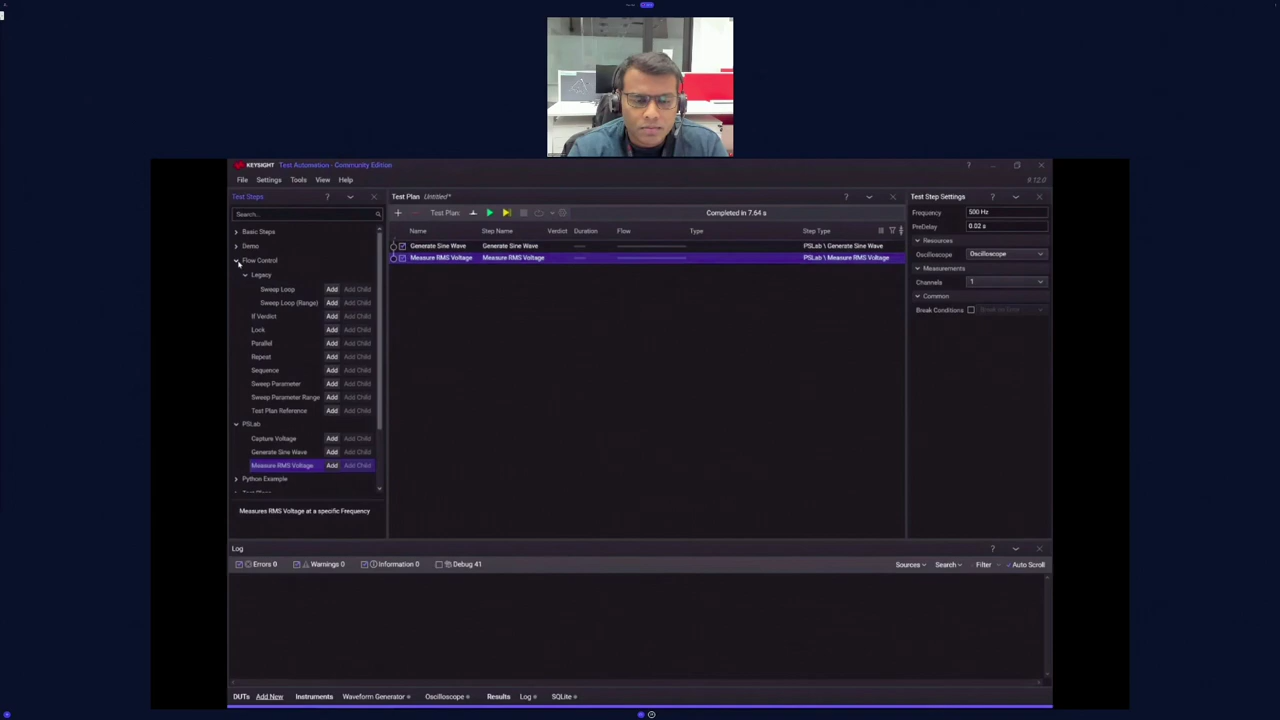 KEYSIGHT Test Automation - Community Edition
File Settings Tools View Help 9.12.0
Test Steps
Search...
Basic Steps
Demo
Flow Control
Legacy
Sweep Loop Add Add Child
Sweep Loop (Range) Add Add Child
If Verdict Add Add Child
Lock Add Add Child
Parallel Add Add Child
Repeat Add Add Child
Sequence Add Add Child
Sweep Parameter Add Add Child
Sweep Parameter Range Add Add Child
Test Plan Reference Add Add Child
PSLab
Capture Voltage Add Add Child
Generate Sine Wave Add Add Child
Measure RMS Voltage Add Add Child
Python Example
Measures RMS Voltage at a specific Frequency
Test Plan Untitled*
Test Plan: Completed in 7.64 s
Name Step Name Verdict Duration Flow Type Step Type
Generate Sine Wave Generate Sine Wave PSLab \ Generate Sine Wave
Measure RMS Voltage Measure RMS Voltage PSLab \ Measure RMS Voltage
Test Step Settings
Frequency 500 Hz
PreDelay 0.02 s
Resources
Oscilloscope Oscilloscope
Measurements
Channels 1
Common
Break Conditions Break on Error
Log
Errors 0 Warnings 0 Information 0 Debug 41 Sources Search Filter Auto Scroll
DUTs Add New Instruments Waveform Generator Oscilloscope Results Log SQLite